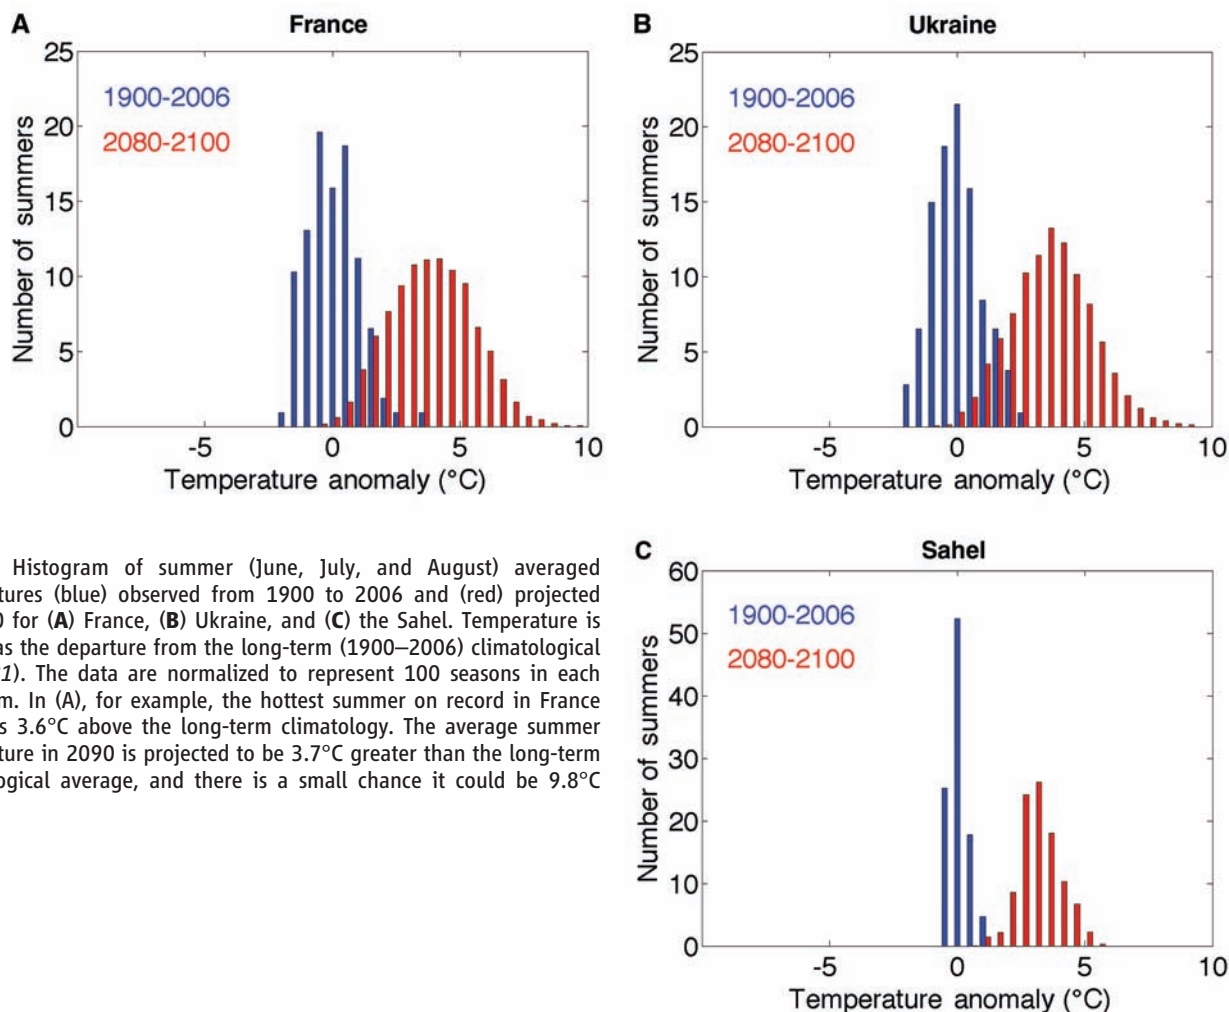 A
France
25
20
15
10
5
0
Number of summers
1900-2006
2080-2100
-5
0
5
10
Temperature anomaly (°C)
B
Ukraine
25
20
15
10
5
0
Number of summers
1900-2006
2080-2100
-5
0
5
10
Temperature anomaly (°C)
Histogram of summer (June, July, and August) averaged
tures (blue) observed from 1900 to 2006 and (red) projected
0 for (A) France, (B) Ukraine, and (C) the Sahel. Temperature is
as the departure from the long-term (1900–2006) climatological
1). The data are normalized to represent 100 seasons in each
m. In (A), for example, the hottest summer on record in France
s 3.6°C above the long-term climatology. The average summer
ture in 2090 is projected to be 3.7°C greater than the long-term
ogical average, and there is a small chance it could be 9.8°C
C
Sahel
60
50
40
30
20
10
0
Number of summers
1900-2006
2080-2100
-5
0
5
10
Temperature anomaly (°C)